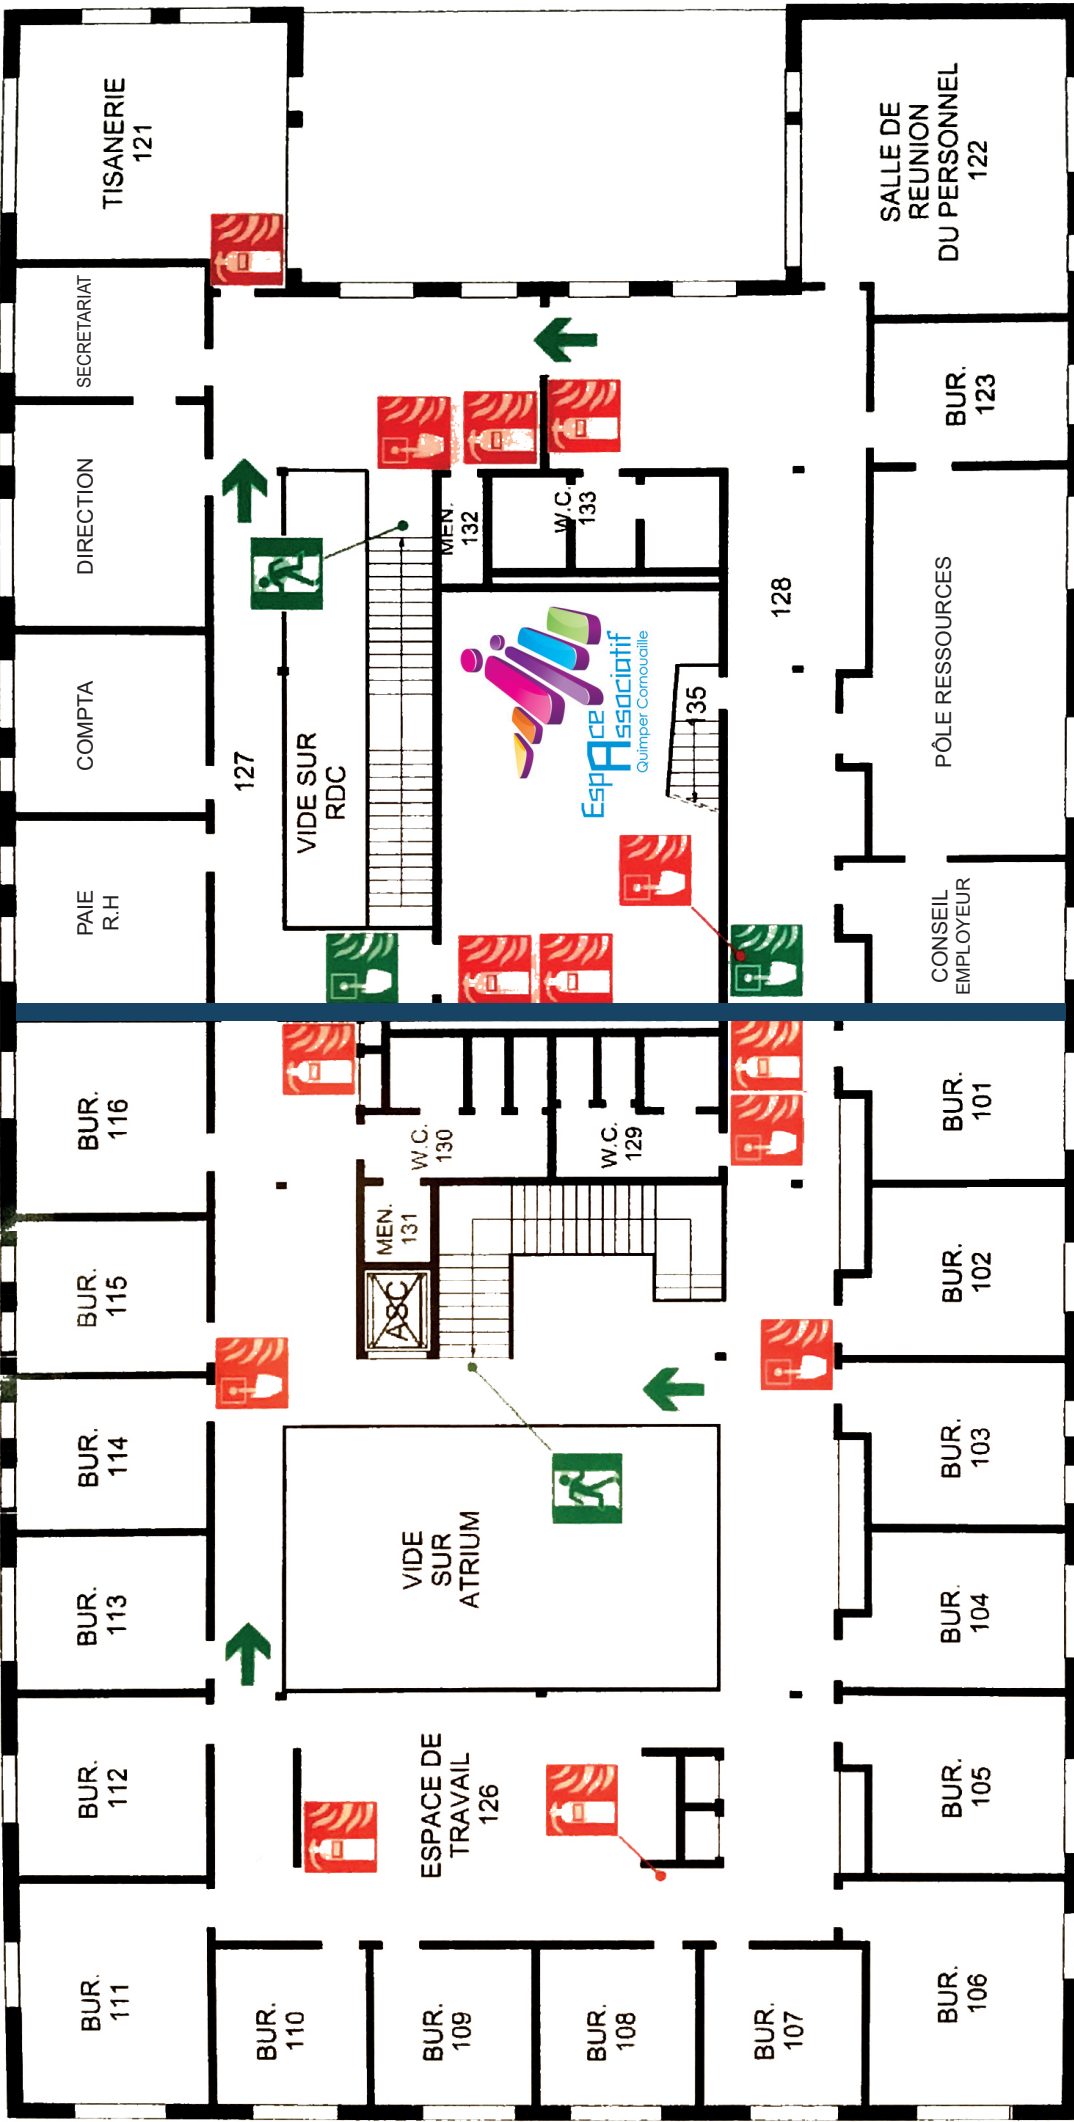 TISANERIE
121
SALLE DE
REUNION
DU PERSONNEL
122
SECRETARIAT
BUR.
123
DIRECTION
MEN.
132
W.C.
133
128
PÔLE RESSOURCES
COMPTA
127
VIDE SUR
RDC
EspAce
Associatif
Quimper Cornouaille
135
PAIE
R.H
CONSEIL
EMPLOYEUR
BUR.
116
W.C.
130
W.C.
129
BUR.
101
MEN.
131
ASC
BUR.
115
BUR.
102
BUR.
114
BUR.
103
VIDE
SUR
ATRIUM
BUR.
113
BUR.
104
BUR.
112
ESPACE DE
TRAVAIL
126
BUR.
105
BUR.
111
BUR.
110
BUR.
109
BUR.
108
BUR.
107
BUR.
106